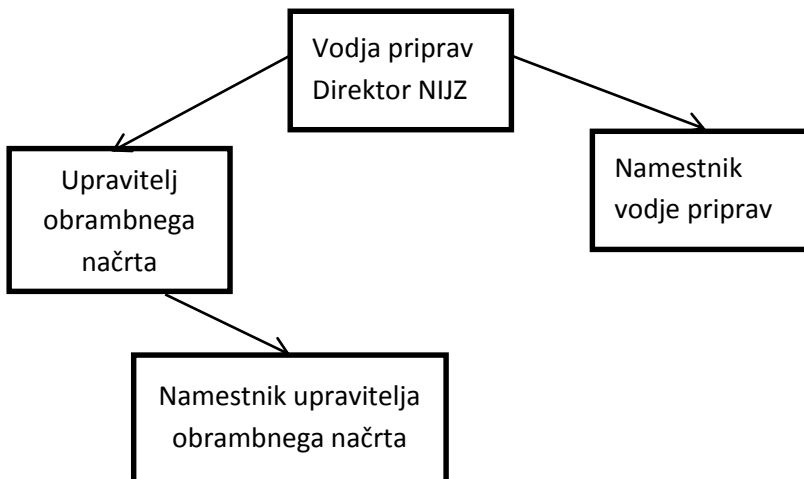 Vodja priprav
Direktor NIJZ
Upravitelj
obrambnega
načrta
Namestnik
vodje priprav
Namestnik upravitelja
obrambnega načrta